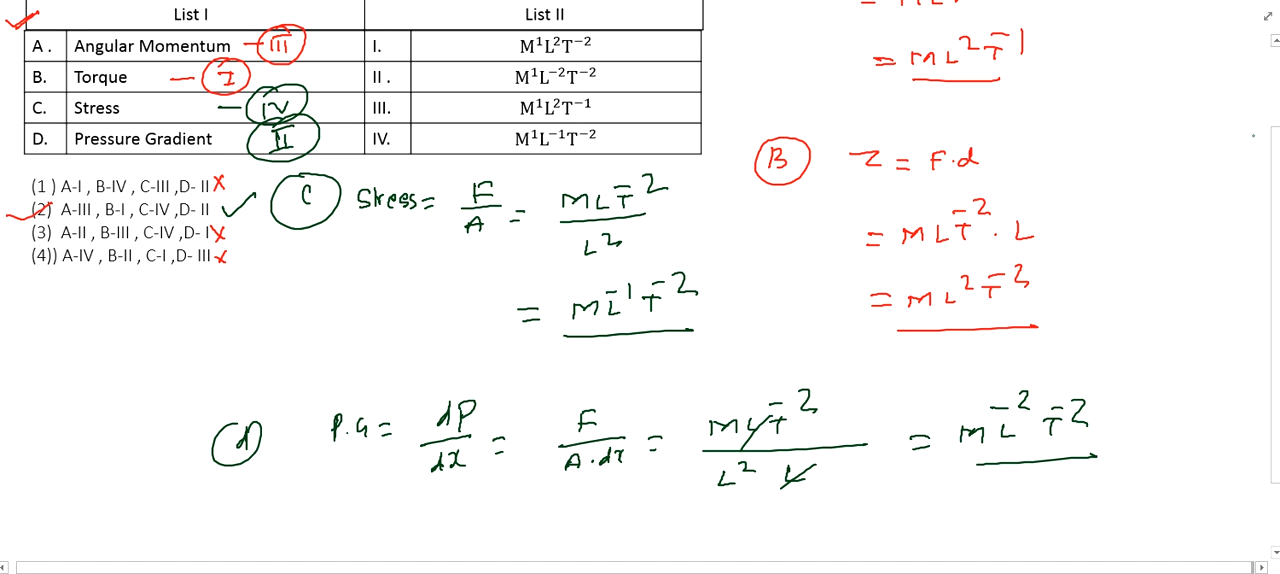 List I List II
A . Angular Momentum – III I. M¹L²T⁻²
= ML²T⁻¹
B. Torque – I II . M¹L⁻²T⁻²
C. Stress – IV III. M¹L²T⁻¹
D. Pressure Gradient II IV. M¹L⁻¹T⁻²
(1 ) A-I , B-IV , C-III ,D- II X
(2) A-III , B-I , C-IV ,D- II ✓
(3) A-II , B-III , C-IV ,D- I X
(4)) A-IV , B-II , C-I ,D- III X
C Stress = F/A = MLT⁻²/L²
= ML⁻¹T⁻²
B τ = F.d
= MLT⁻² . L
= ML²T⁻²
d P.G = dP/dx = F/A.dx = MLT⁻²/L² L = ML⁻²T⁻²